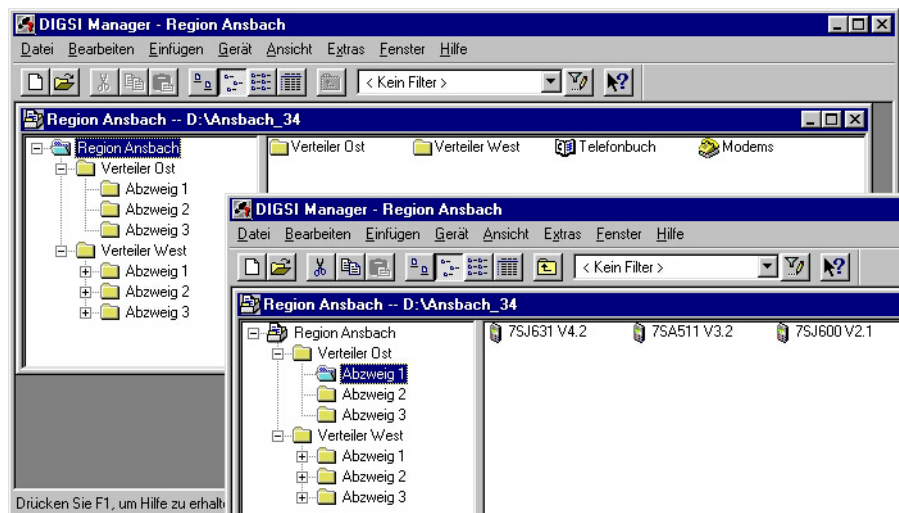 DIGSI Manager - Region Ansbach
Datei Bearbeiten Einfügen Gerät Ansicht Extras Fenster Hilfe
< Kein Filter >
Region Ansbach -- D:\Ansbach_34
Region Ansbach
Verteiler Ost
Abzweig 1
Abzweig 2
Abzweig 3
Verteiler West
Abzweig 1
Abzweig 2
Abzweig 3
Verteiler Ost Verteiler West Telefonbuch Modems
Drücken Sie F1, um Hilfe zu erhalte
DIGSI Manager - Region Ansbach
Datei Bearbeiten Einfügen Gerät Ansicht Extras Fenster Hilfe
< Kein Filter >
Region Ansbach -- D:\Ansbach_34
Region Ansbach
Verteiler Ost
Abzweig 1
Abzweig 2
Abzweig 3
Verteiler West
Abzweig 1
Abzweig 2
Abzweig 3
7SJ631 V4.2 7SA511 V3.2 7SJ600 V2.1